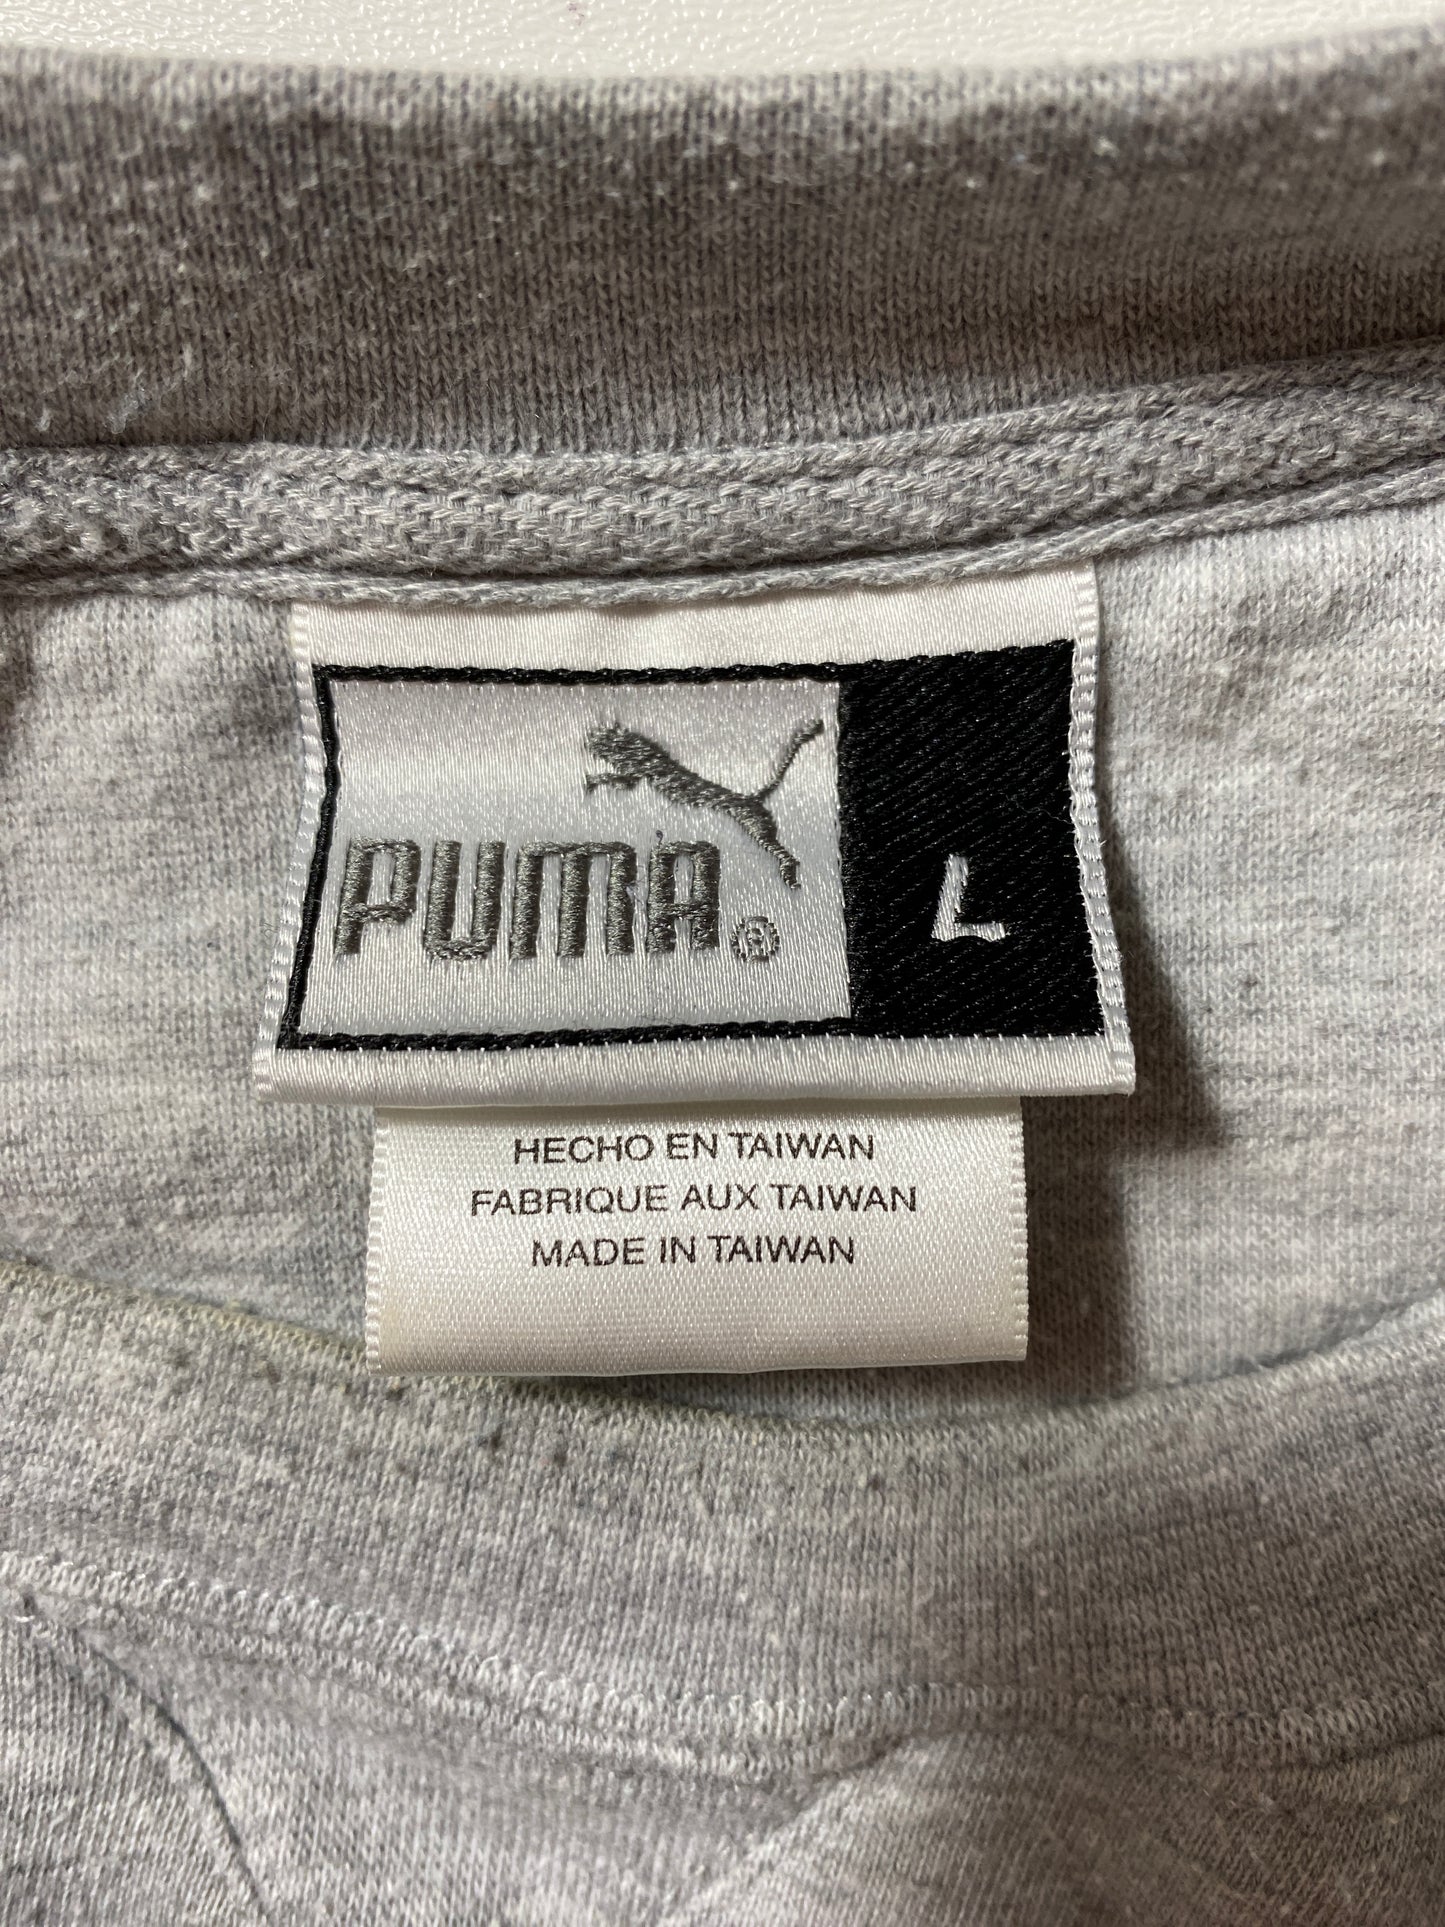 PUMA®
L
HECHO EN TAIWAN
FABRIQUE AUX TAIWAN
MADE IN TAIWAN